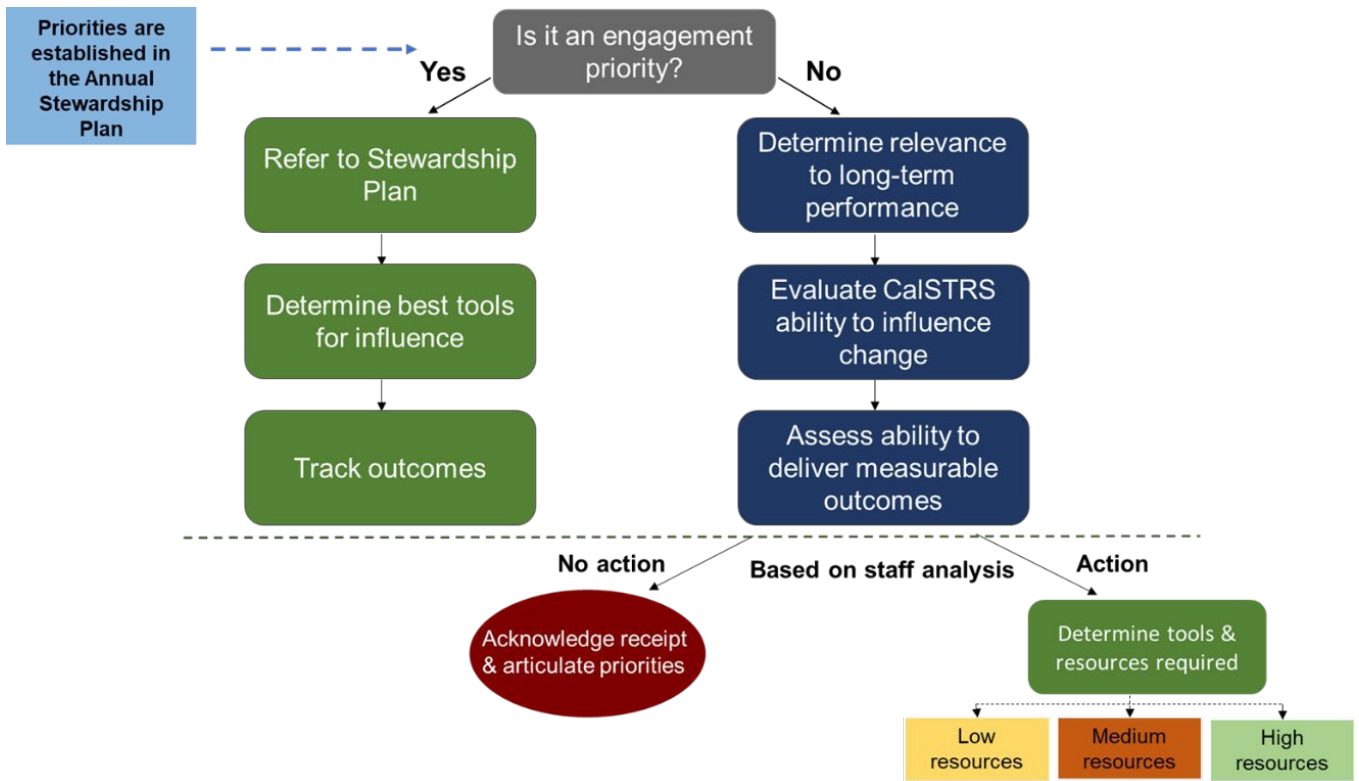 Priorities are
established in
the Annual
Stewardship
Plan
Is it an engagement
priority?
Yes
No
Refer to Stewardship
Plan
Determine best tools
for influence
Track outcomes
Determine relevance
to long-term
performance
Evaluate CalSTRS
ability to influence
change
Assess ability to
deliver measurable
outcomes
No action
Based on staff analysis
Action
Acknowledge receipt
& articulate priorities
Determine tools &
resources required
Low
resources
Medium
resources
High
resources